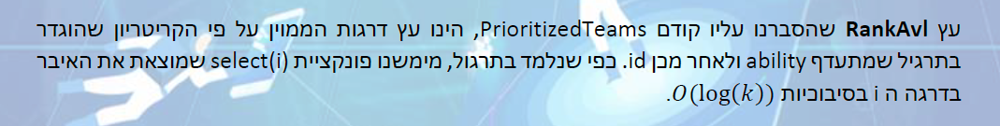 עץ RankAvl שהסברנו עליו קודם PrioritizedTeams, הינו עץ דרגות הממוין על פי הקריטריון שהוגדר
בתרגיל שמתעדף ability ולאחר מכן id. כפי שנלמד בתרגול, מימשנו פונקציית select(i) שמוצאת את האיבר
בדרגה ה i בסיבוכיות O(log(k)).